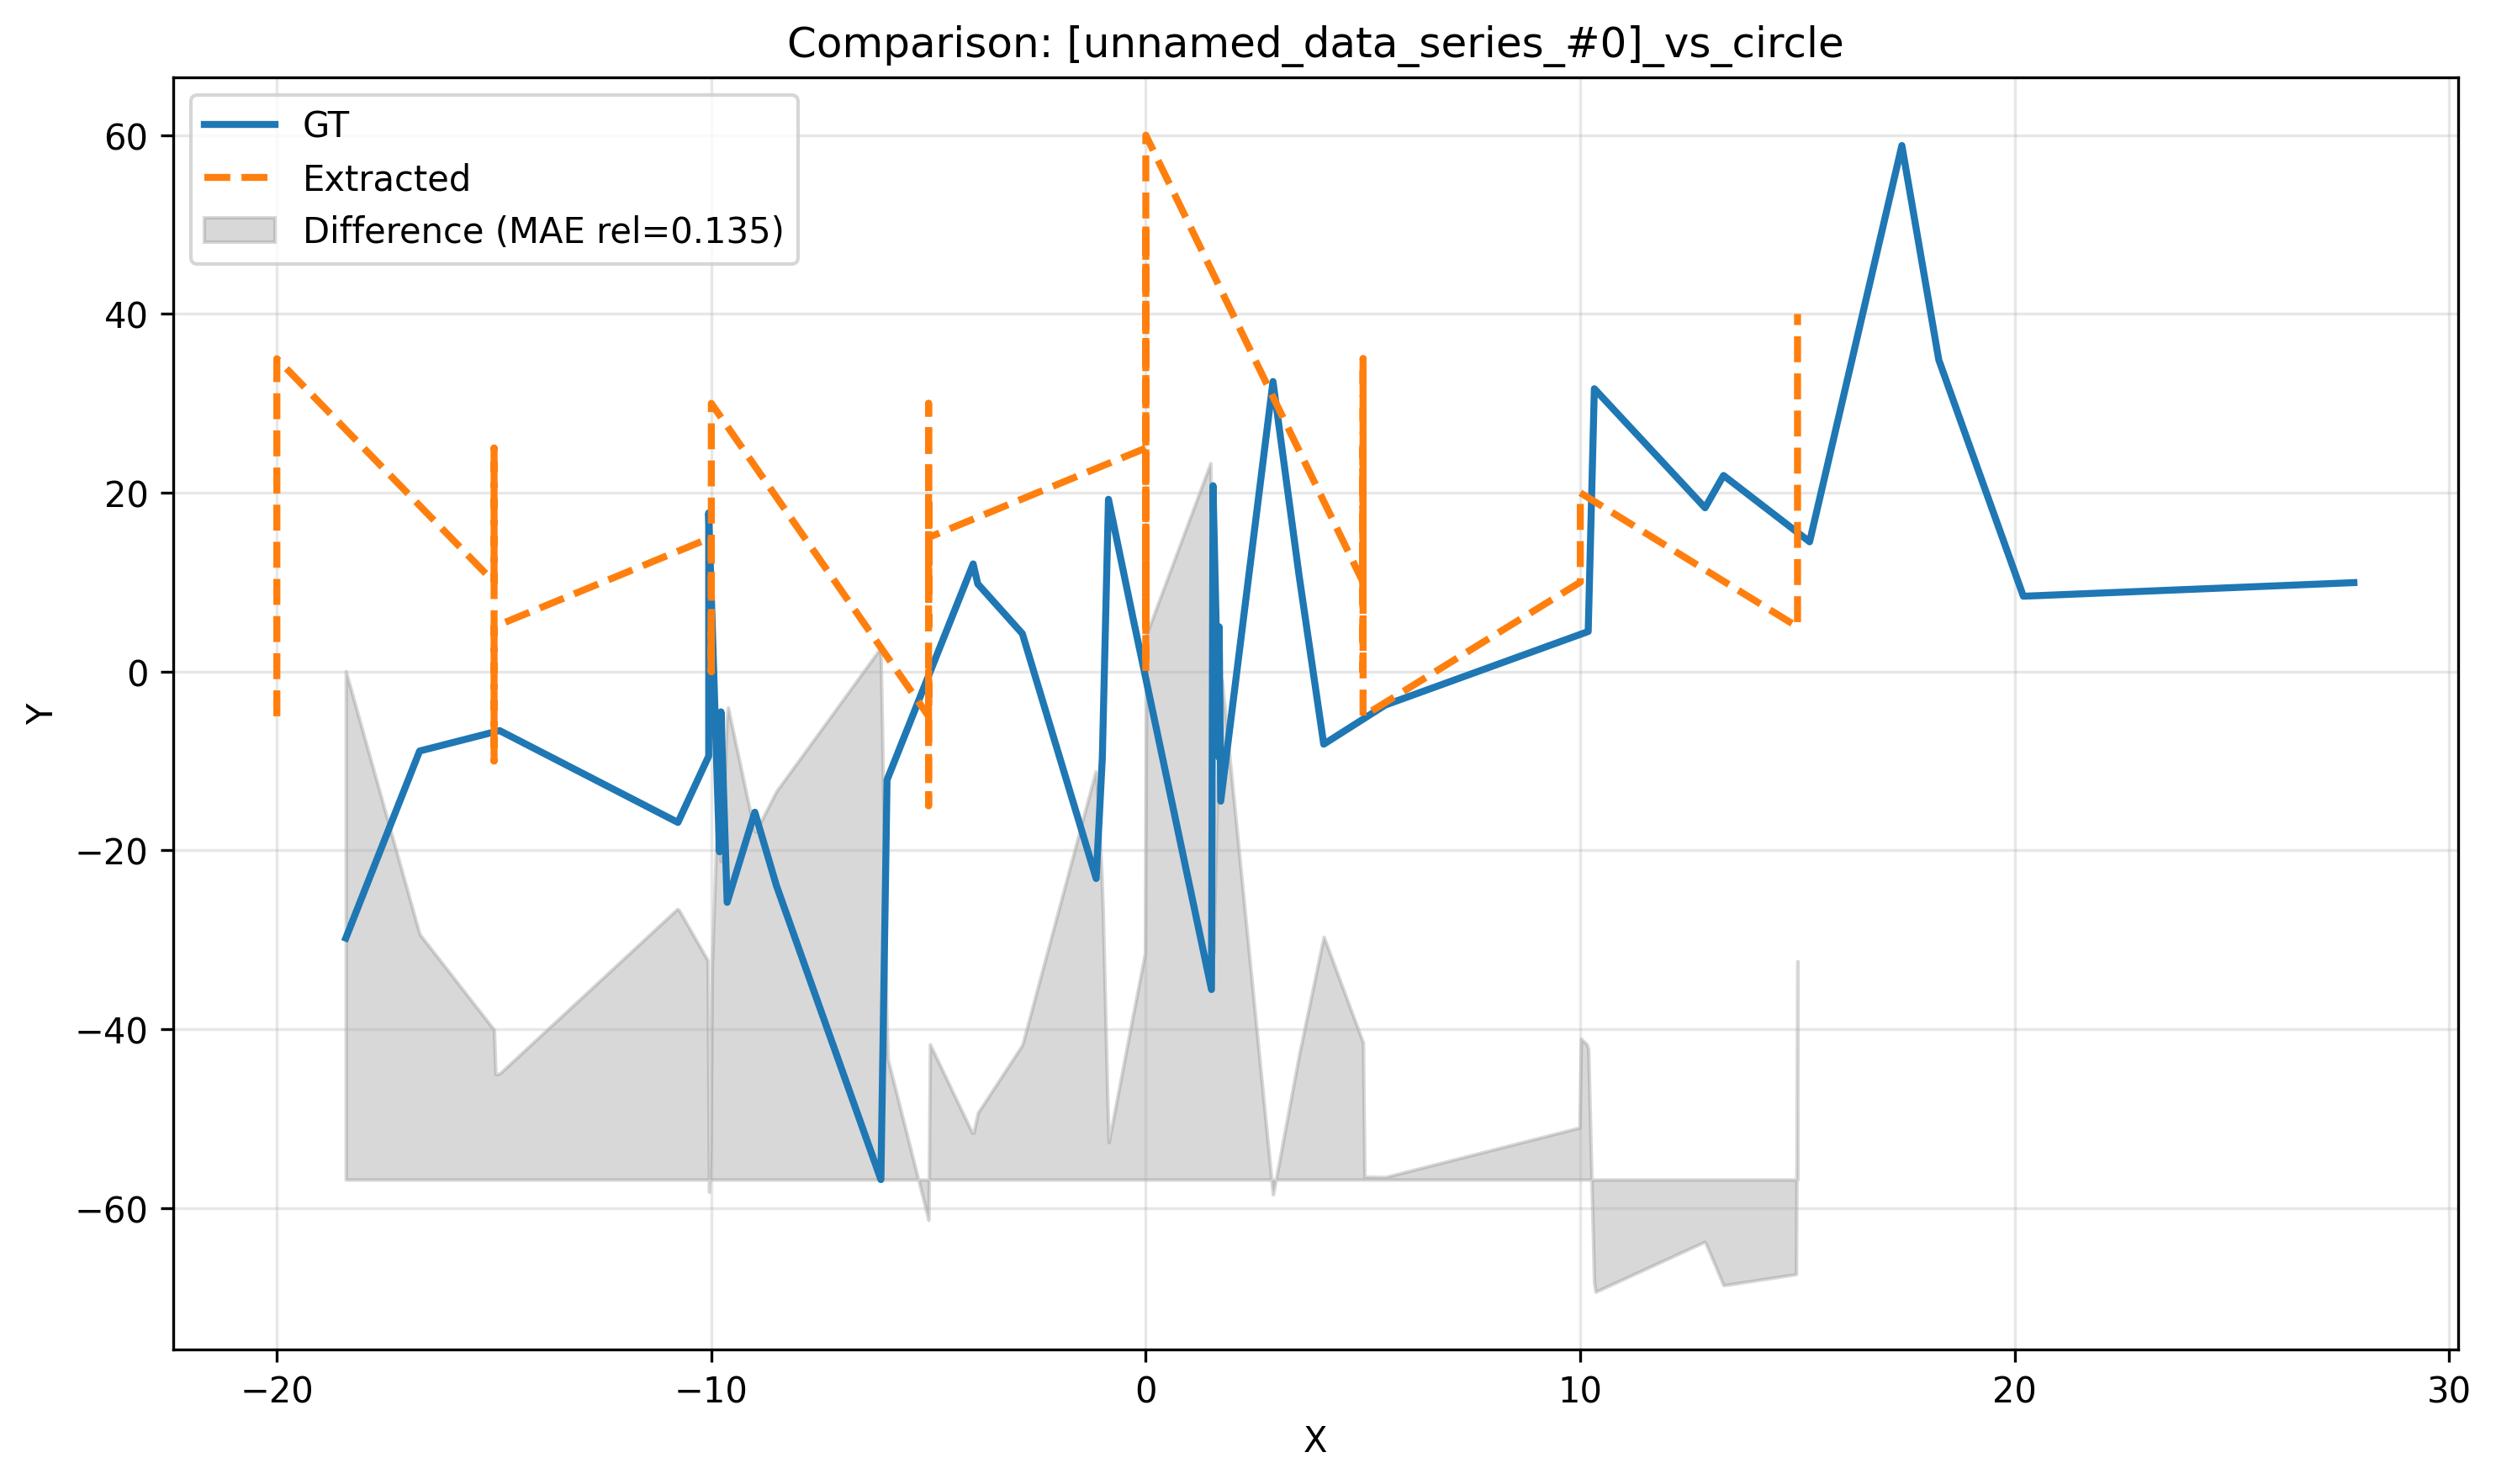 Comparison: [unnamed_data_series_#0]_vs_circle
GT
Extracted
Difference (MAE rel=0.135)
60
40
20
0
−20
−40
−60
Y
−20
−10
0
10
20
30
X